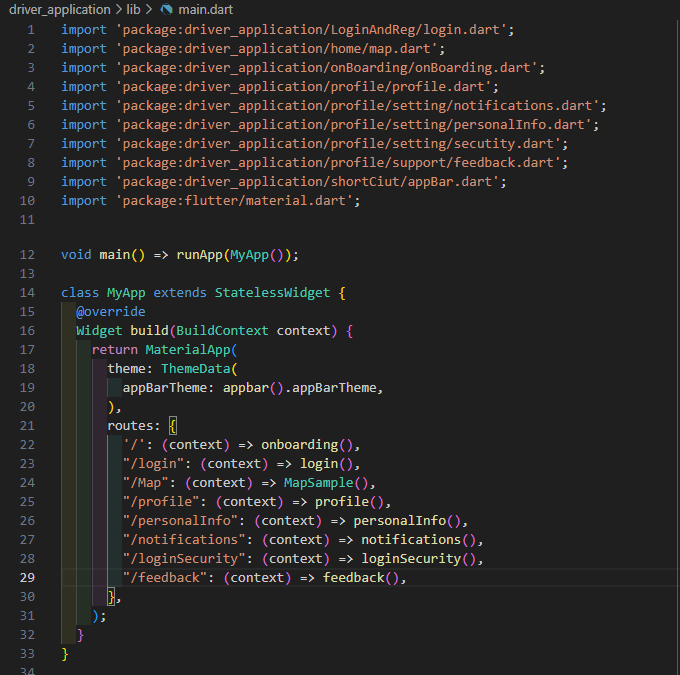 driver_application > lib > main.dart
1 import 'package:driver_application/LoginAndReg/login.dart';
2 import 'package:driver_application/home/map.dart';
3 import 'package:driver_application/onBoarding/onBoarding.dart';
4 import 'package:driver_application/profile/profile.dart';
5 import 'package:driver_application/profile/setting/notifications.dart';
6 import 'package:driver_application/profile/setting/personalInfo.dart';
7 import 'package:driver_application/profile/setting/secutity.dart';
8 import 'package:driver_application/profile/support/feedback.dart';
9 import 'package:driver_application/shortCiut/appBar.dart';
10 import 'package:flutter/material.dart';
11
12 void main() => runApp(MyApp());
13
14 class MyApp extends StatelessWidget {
15   @override
16   Widget build(BuildContext context) {
17     return MaterialApp(
18       theme: ThemeData(
19         appBarTheme: appbar().appBarTheme,
20       ),
21       routes: {
22         '/': (context) => onboarding(),
23         "/login": (context) => login(),
24         "/Map": (context) => MapSample(),
25         "/profile": (context) => profile(),
26         "/personalInfo": (context) => personalInfo(),
27         "/notifications": (context) => notifications(),
28         "/loginSecurity": (context) => loginSecurity(),
29         "/feedback": (context) => feedback(),
30       },
31     );
32   }
33 }
34